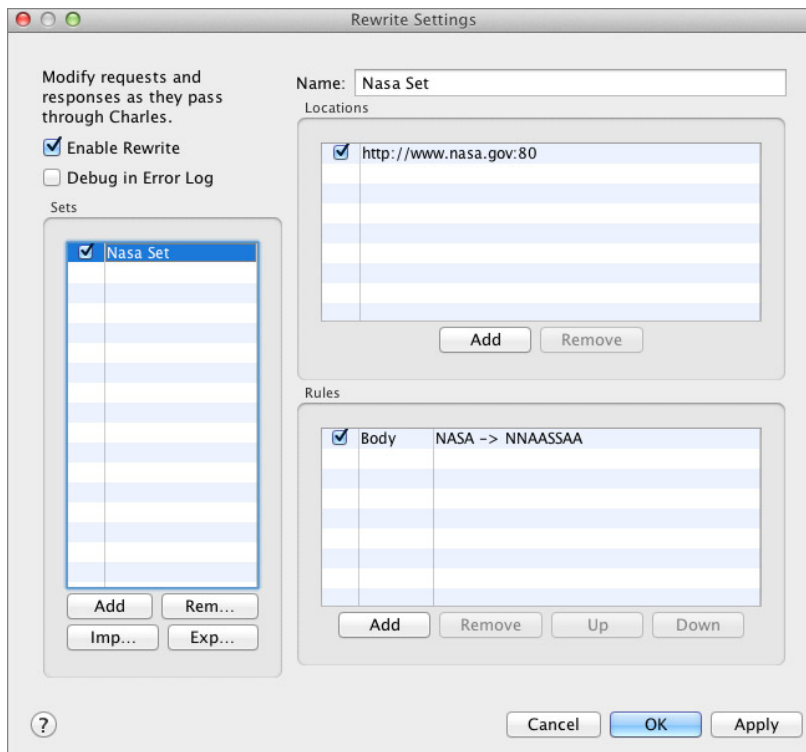 Rewrite Settings
Modify requests and
responses as they pass
through Charles.
Enable Rewrite
Debug in Error Log
Sets
Nasa Set
Add
Rem...
Imp...
Exp...
Name: Nasa Set
Locations
http://www.nasa.gov:80
Add
Remove
Rules
Body NASA -> NNAASSAA
Add
Remove
Up
Down
?
Cancel
OK
Apply